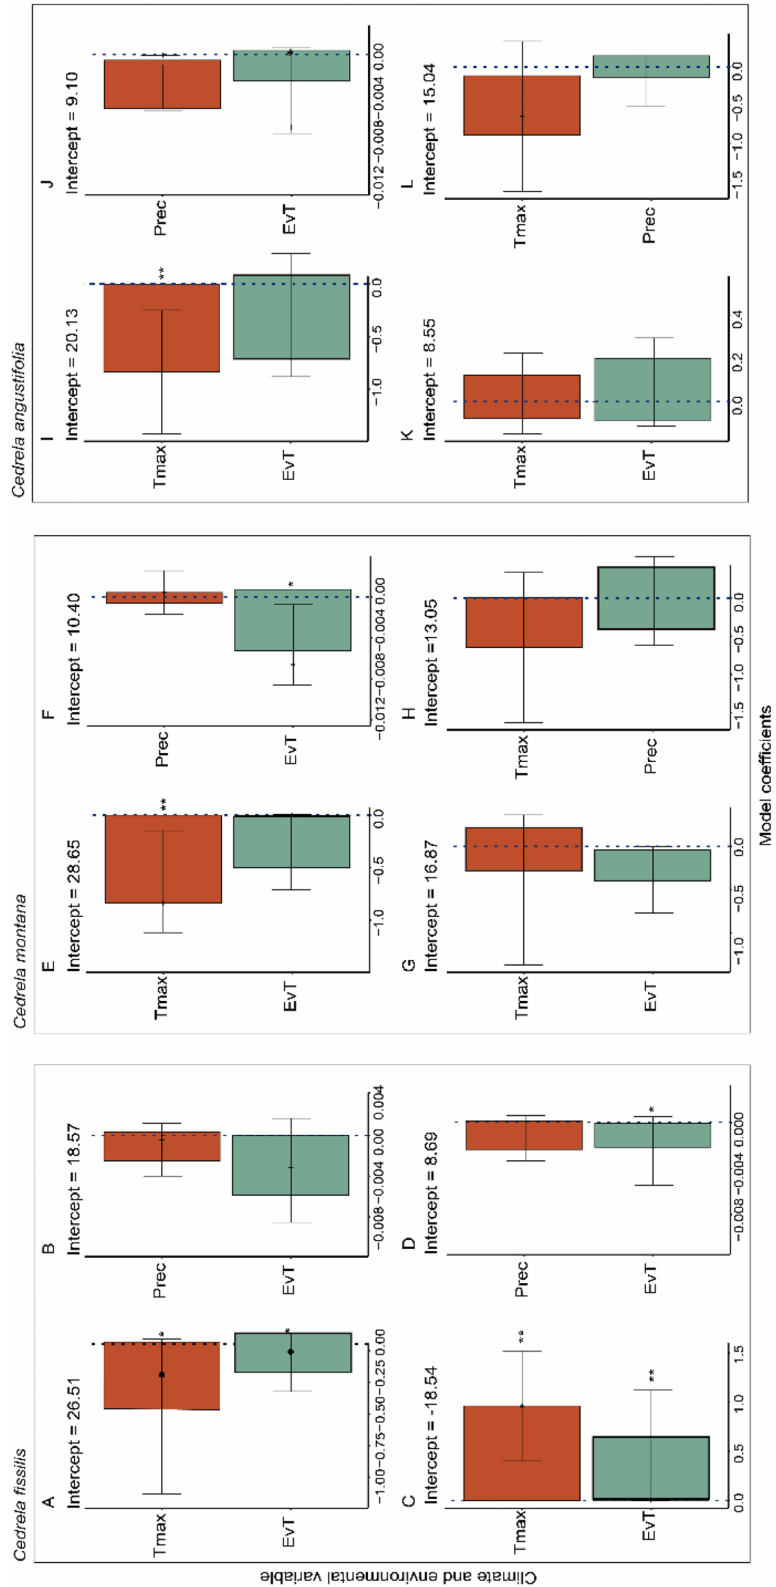 Cedrela fissilis
A
Intercept = 26.51
Tmax
*
EvT
*
−1.00 −0.75 −0.50 −0.25 0.00
B
Intercept = 18.57
Prec
EvT
−0.008 −0.004 0.00 0.004
C
Intercept = -18.54
Tmax
**
EvT
**
0.0 0.5 1.0 1.5
D
Intercept = 8.69
Prec
EvT
*
−0.008 −0.004 0.000
Cedrela montana
E
Intercept = 28.65
Tmax
**
EvT
−1.0 −0.5 0.0
F
Intercept = 10.40
Prec
EvT
*
−0.012 −0.008 −0.004 0.00
G
Intercept = 16.87
Tmax
EvT
−1.0 −0.5 0.0
H
Intercept =13.05
Tmax
Prec
−1.5 −1.0 −0.5 0.0
Cedrela angustifolia
I
Intercept = 20.13
Tmax
**
EvT
−1.0 −0.5 0.0
J
Intercept = 9.10
Prec
EvT
−0.012 −0.008 −0.004 0.00
K
Intercept = 8.55
Tmax
EvT
0.0 0.2 0.4
L
Intercept = 15.04
Tmax
Prec
−1.5 −1.0 −0.5 0.0
Climate and environmental variable
Model coefficients